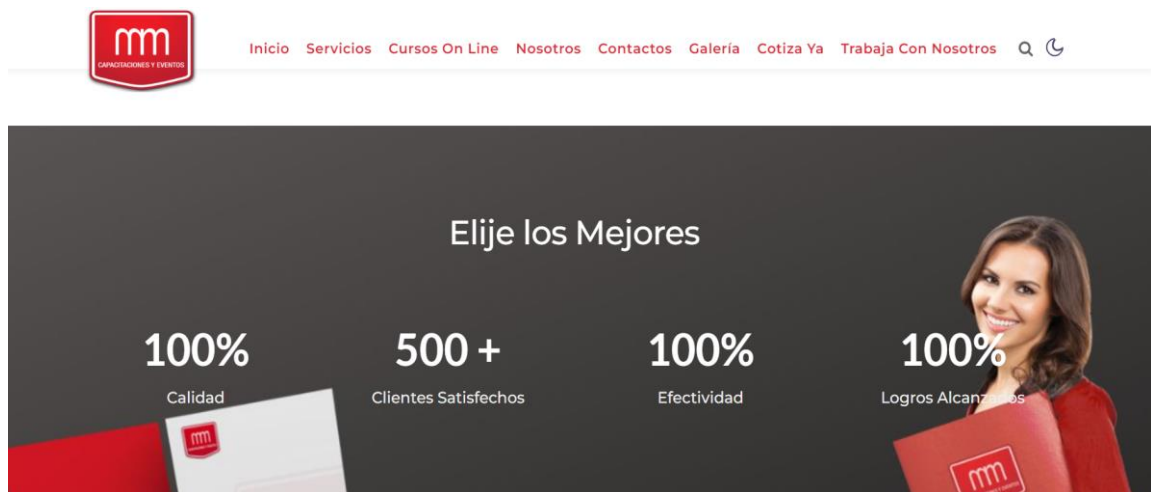 mm
CAPACITACIONES Y EVENTOS
Inicio Servicios Cursos On Line Nosotros Contactos Galería Cotiza Ya Trabaja Con Nosotros
Elije los Mejores
100% 500 + 100% 100%
Calidad Clientes Satisfechos Efectividad Logros Alcanzados
mm
mm